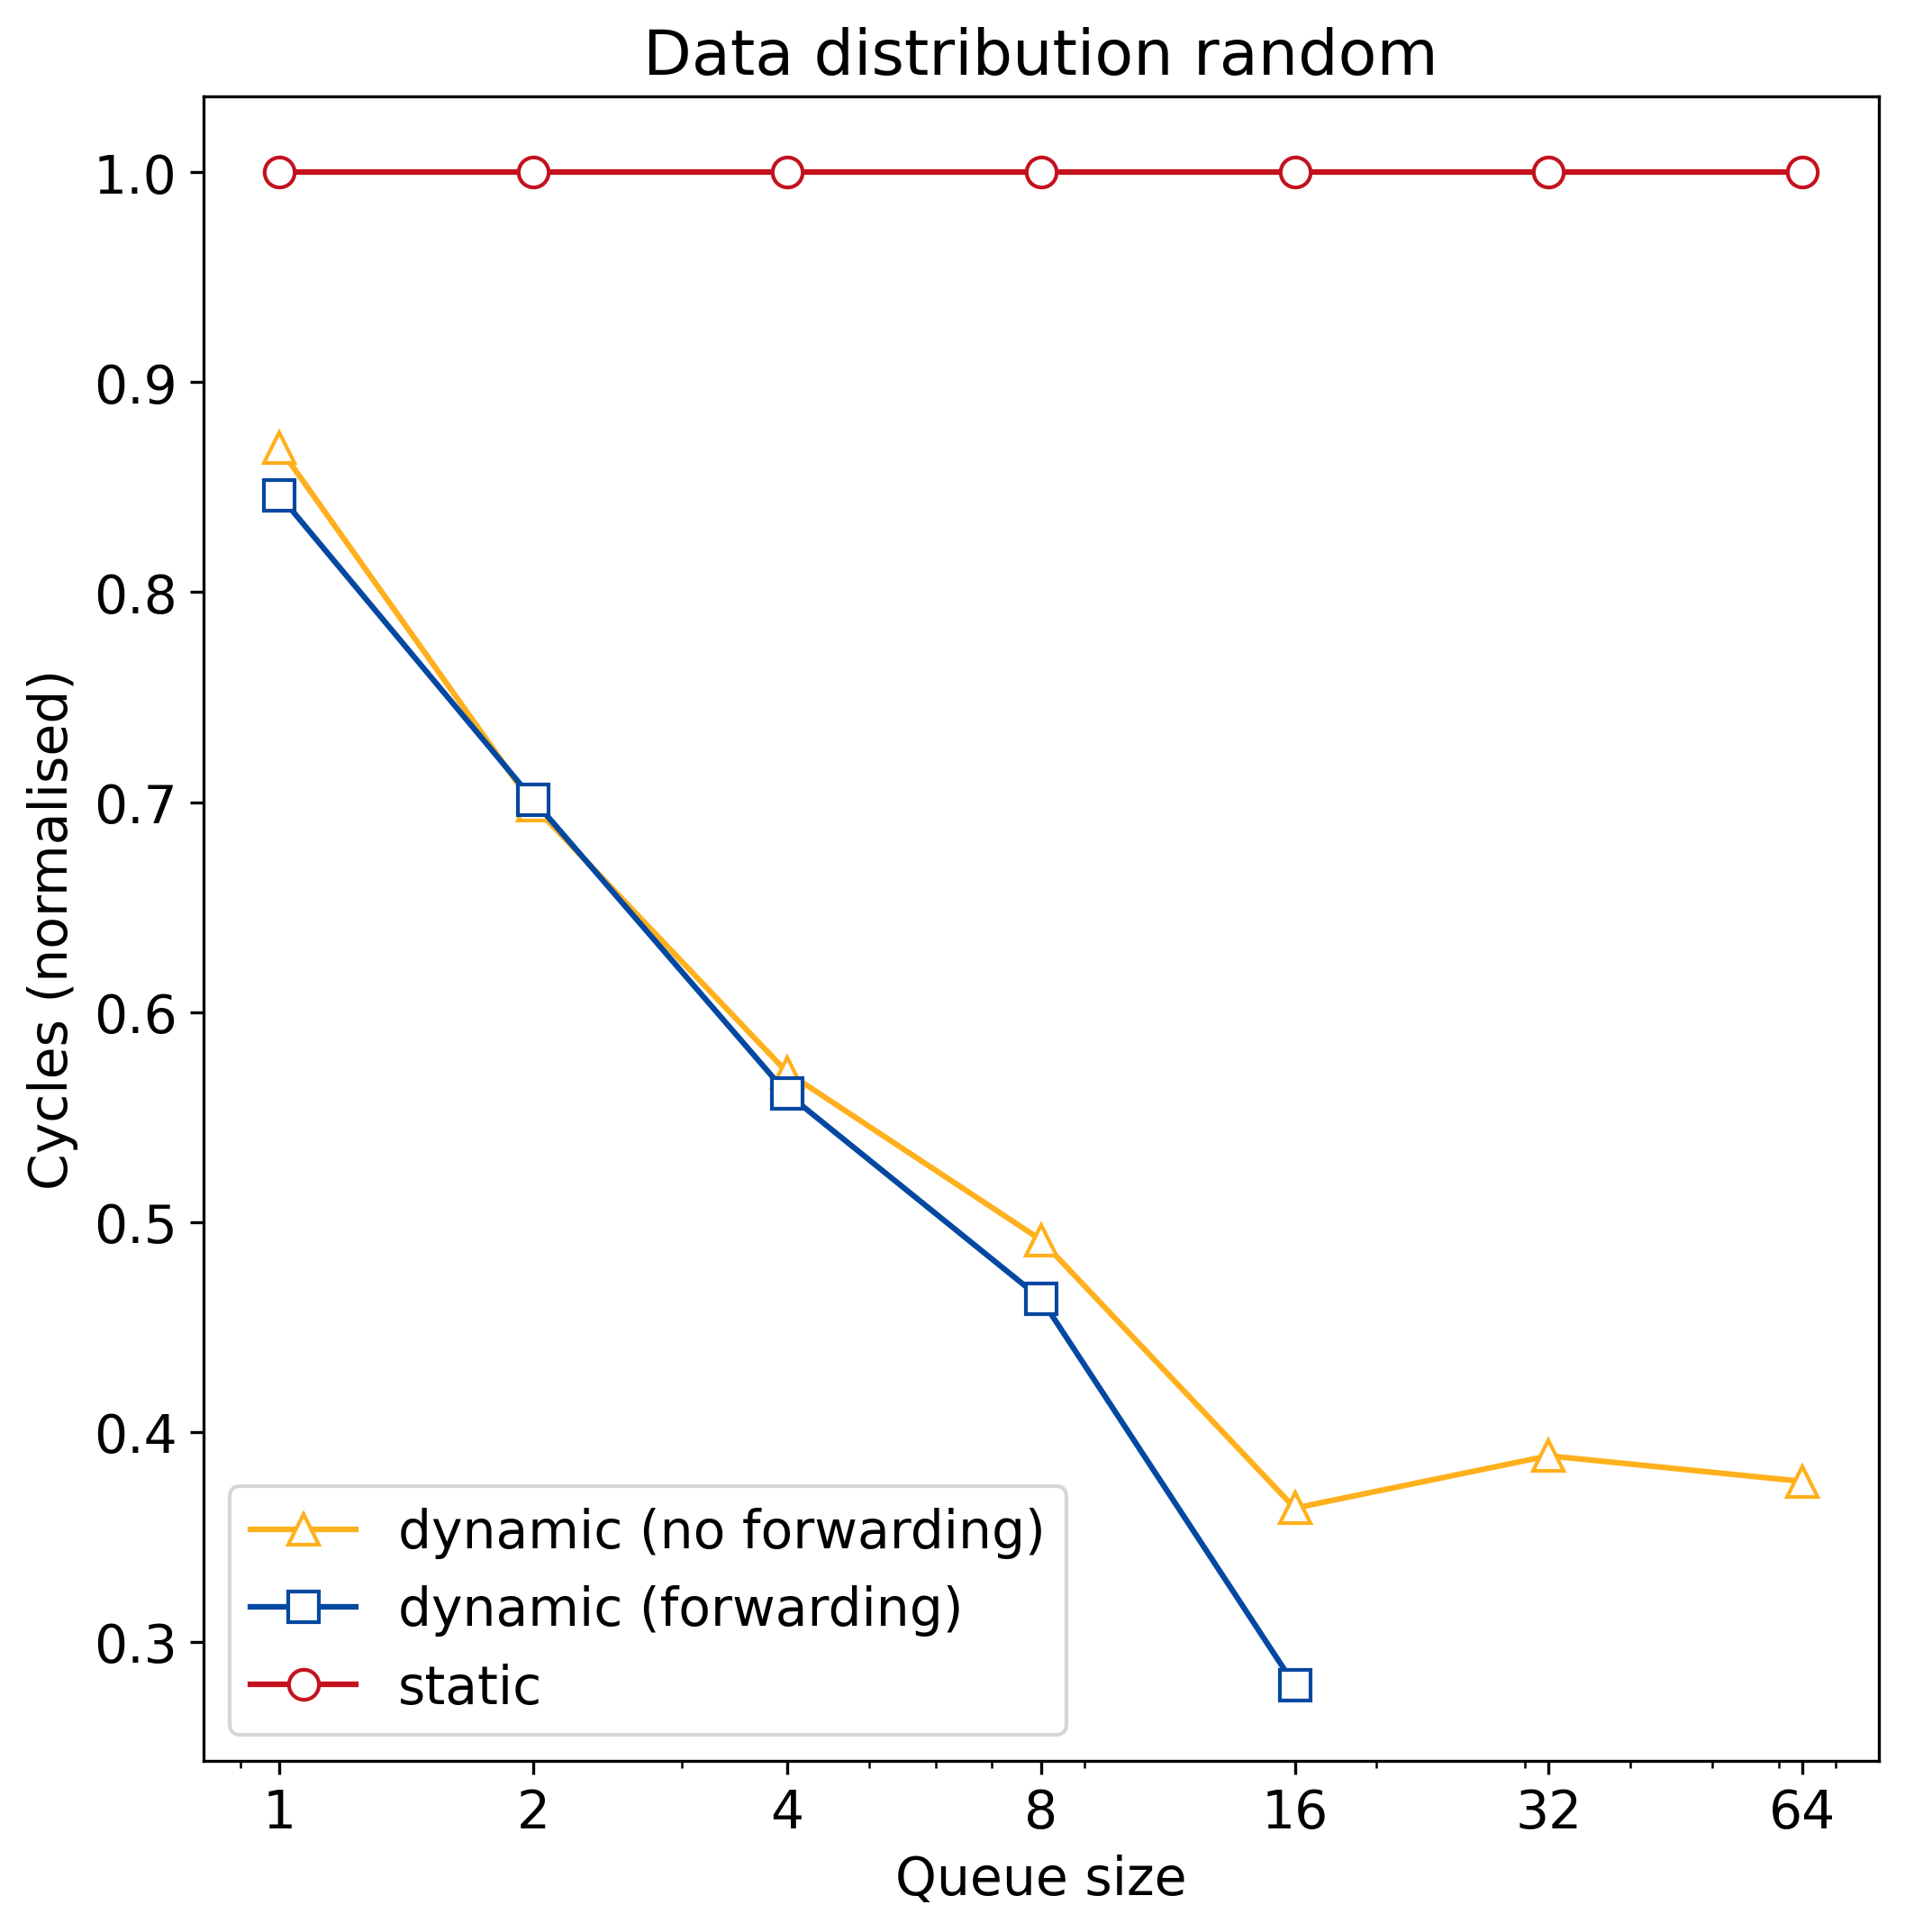 Data distribution random
Cycles (normalised)
1.0
0.9
0.8
0.7
0.6
0.5
0.4
0.3
dynamic (no forwarding)
dynamic (forwarding)
static
1 2 4 8 16 32 64
Queue size